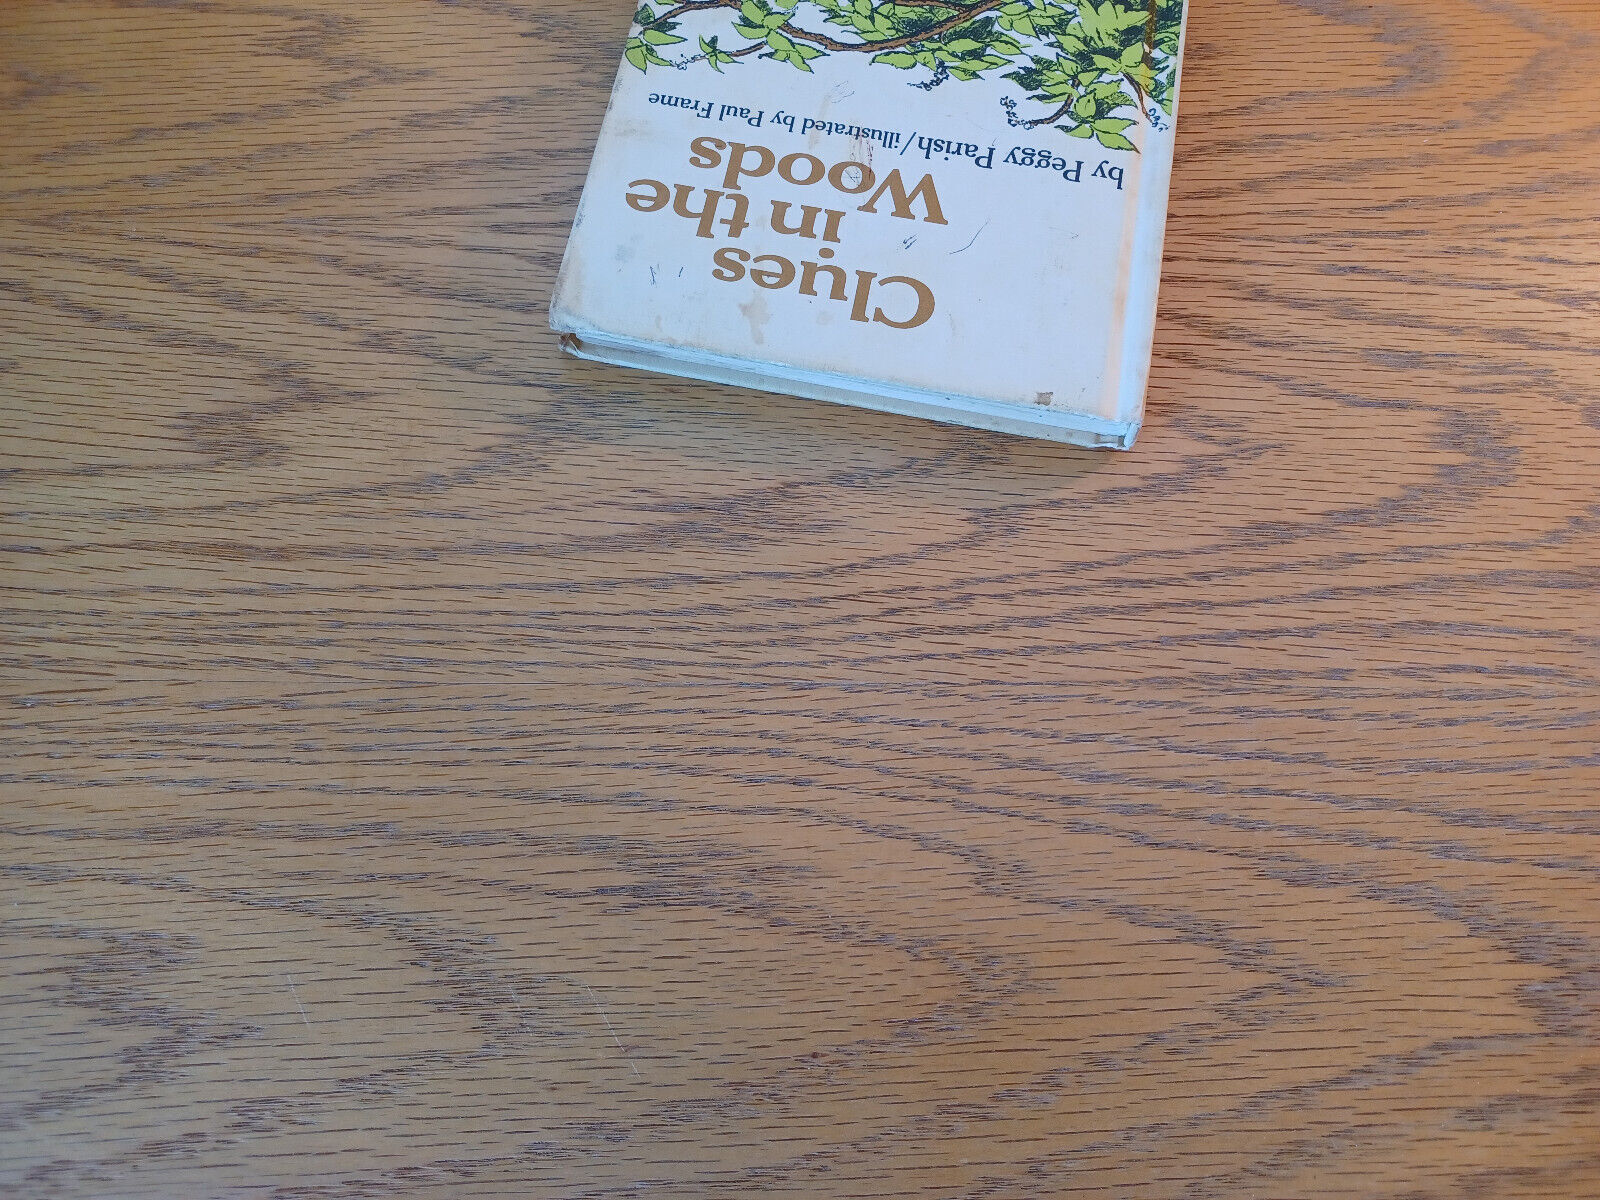 Clues
in the
Woods
by Peggy Parish/illustrated by Paul Frame